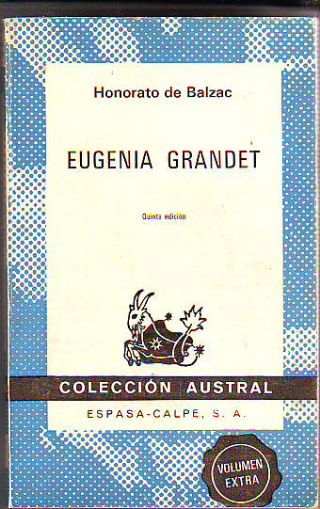 Honorato de Balzac
EUGENIA GRANDET
Quinta edición
COLECCIÓN AUSTRAL
ESPASA-CALPE, S. A.
VOLUMEN
EXTRA